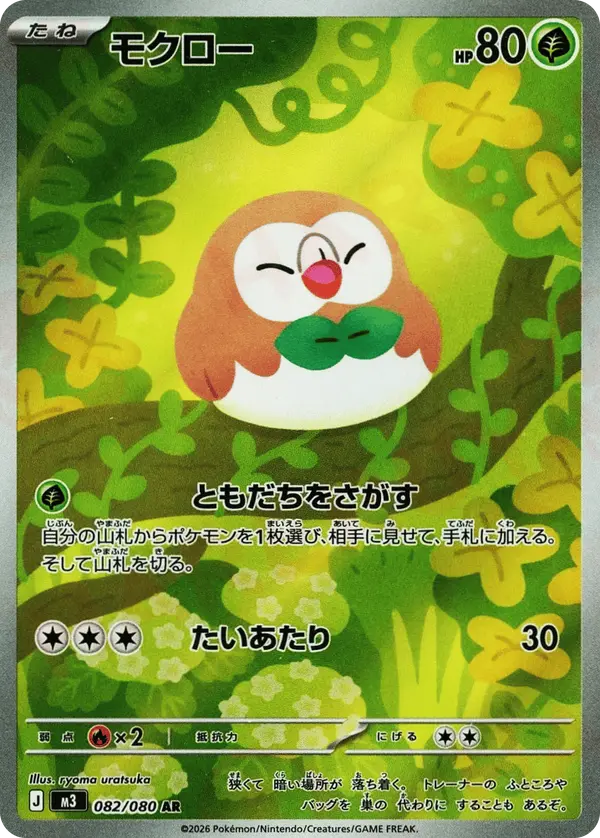 たね モクロー HP80
ともだちをさがす
自分の山札からポケモンを1枚選び、相手に見せて、手札に加える。
そして山札を切る。
たいあたり 30
弱点 ×2 抵抗力 にげる
Illus. ryoma uratsuka
狭くて 暗い場所が 落ち着く。 トレーナーの ふところや
バッグを 巣の 代わりに することも あるぞ。
J m3 082/080 AR
©2026 Pokémon/Nintendo/Creatures/GAME FREAK.